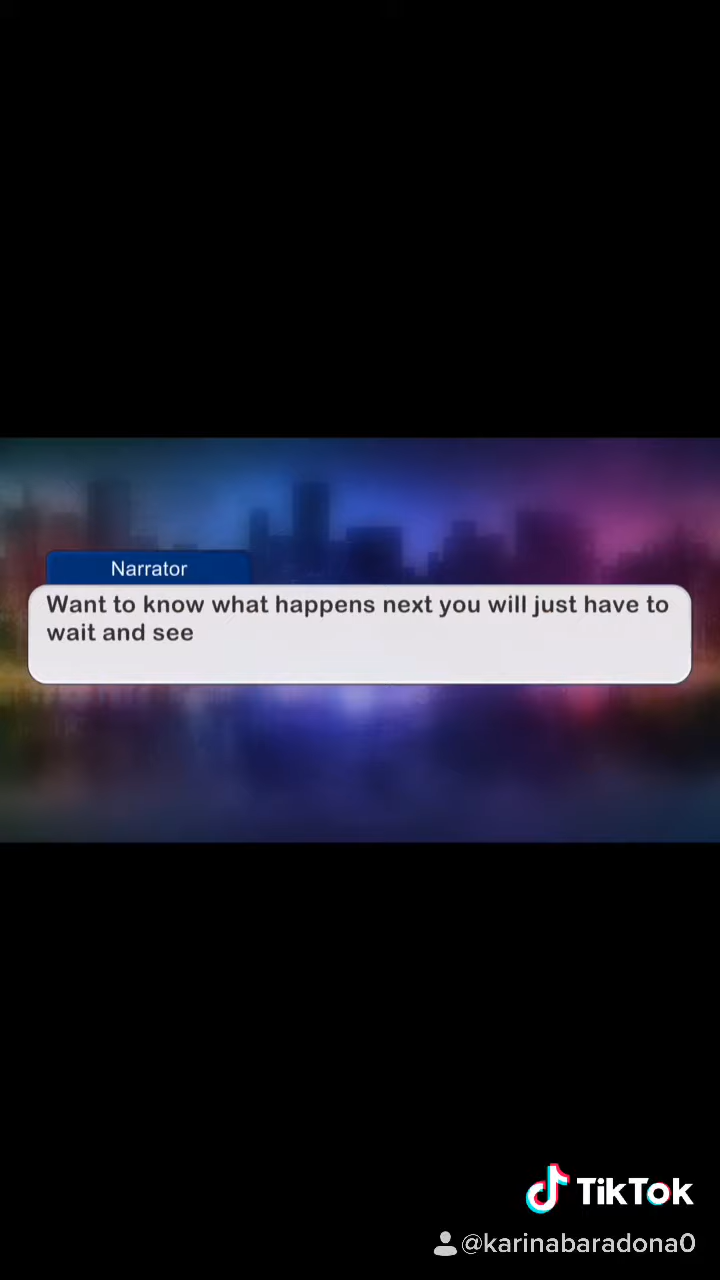 Narrator
Want to know what happens next you will just have to
wait and see
TikTok
@karinabaradona0